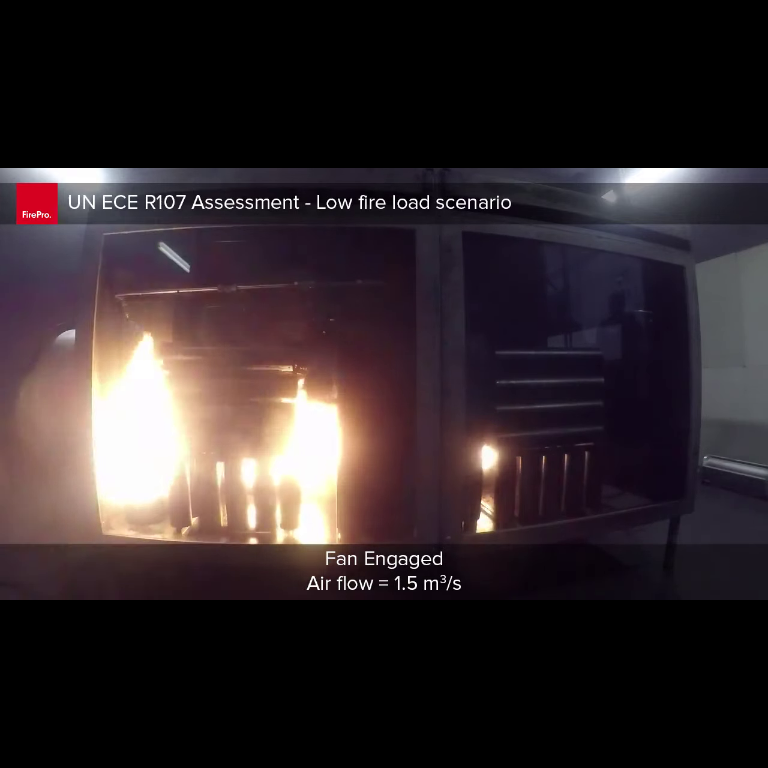 FirePro.
UN ECE R107 Assessment - Low fire load scenario
Fan Engaged
Air flow = 1.5 m³/s